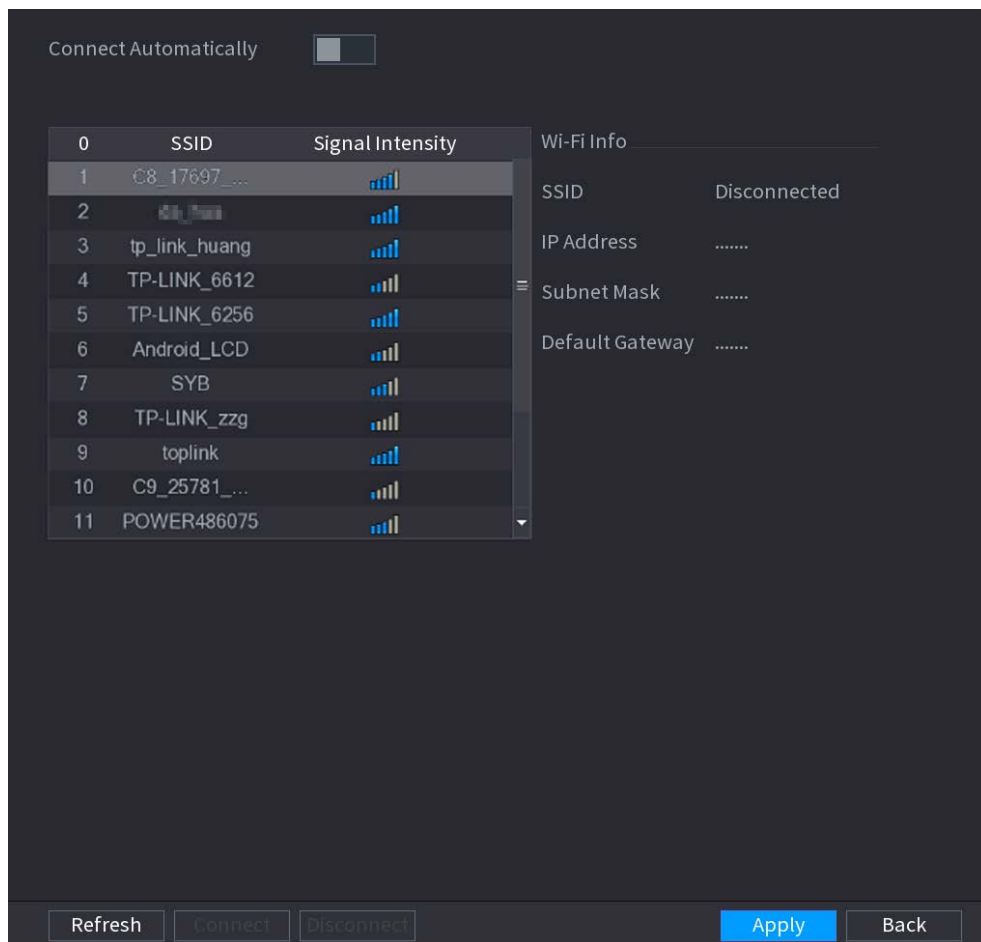 Connect Automatically
0 SSID Signal Intensity
1 C8_17697_...
2
3 tp_link_huang
4 TP-LINK_6612
5 TP-LINK_6256
6 Android_LCD
7 SYB
8 TP-LINK_zzg
9 toplink
10 C9_25781_...
11 POWER486075
Wi-Fi Info
SSID Disconnected
IP Address .......
Subnet Mask .......
Default Gateway .......
Refresh Connect Disconnect Apply Back